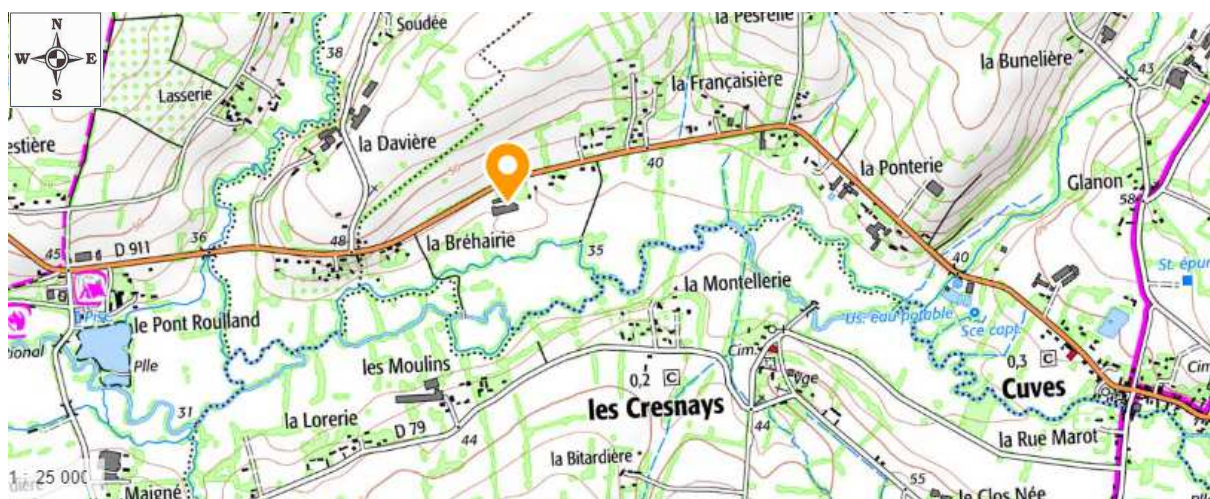 N
W E
S
Soudée
38
la Pesrelle
la Bunelière
43
Lasserie
la Françaisière
la Davière
40
la Ponterie
Glanon
58
D 911
36
48
45
la Bréhairie
35
40
St. épur
la Montellerie
Us. eau potable
Sce capt.
le Pont Roulland
Plle
les Moulins
Cim.
0,2 C
0,3 C
Cim
Vge
les Cresnays
Cuves
31
la Lorerie
D 79
44
44
la Rue Marot
la Bitardière
1 : 25 000
Maigné
55
le Clos Née